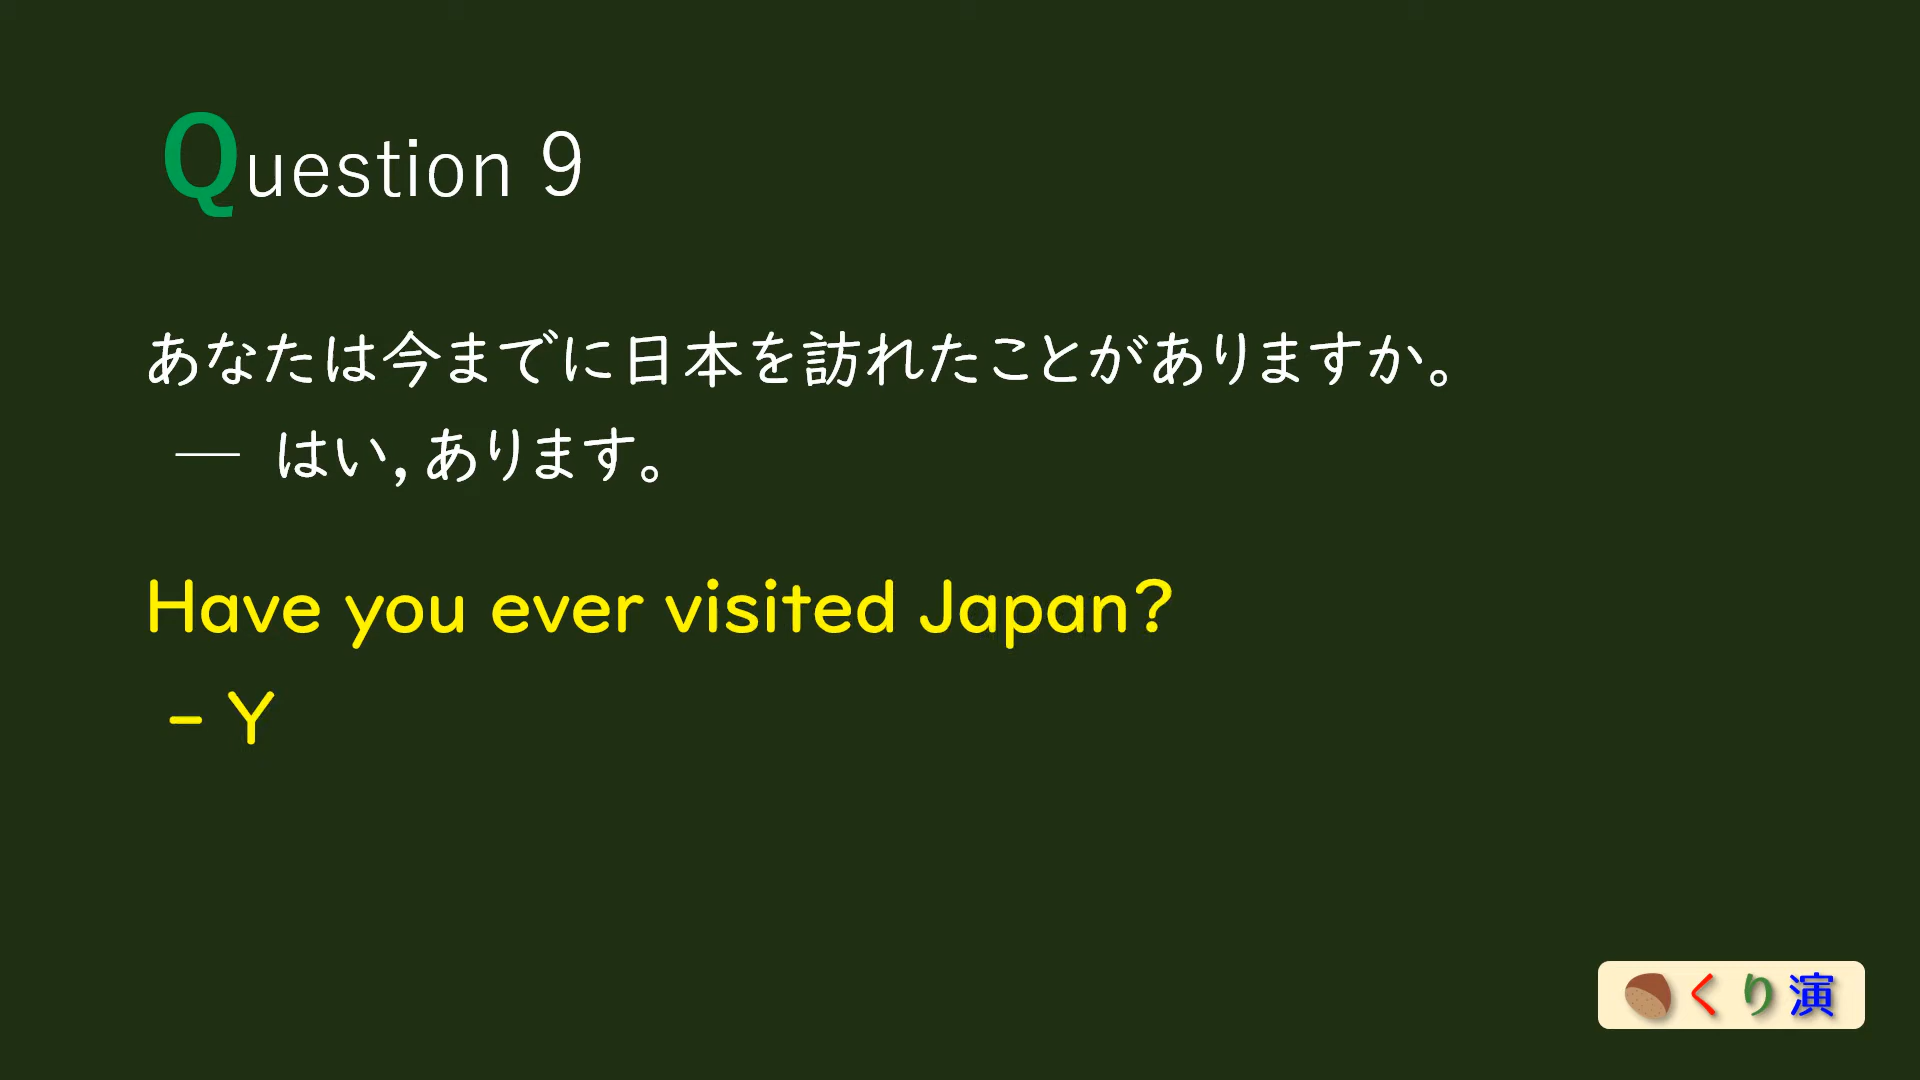 Question 9
あなたは今までに日本を訪れたことがありますか。
― はい,あります。
Have you ever visited Japan?
- Y
くり演